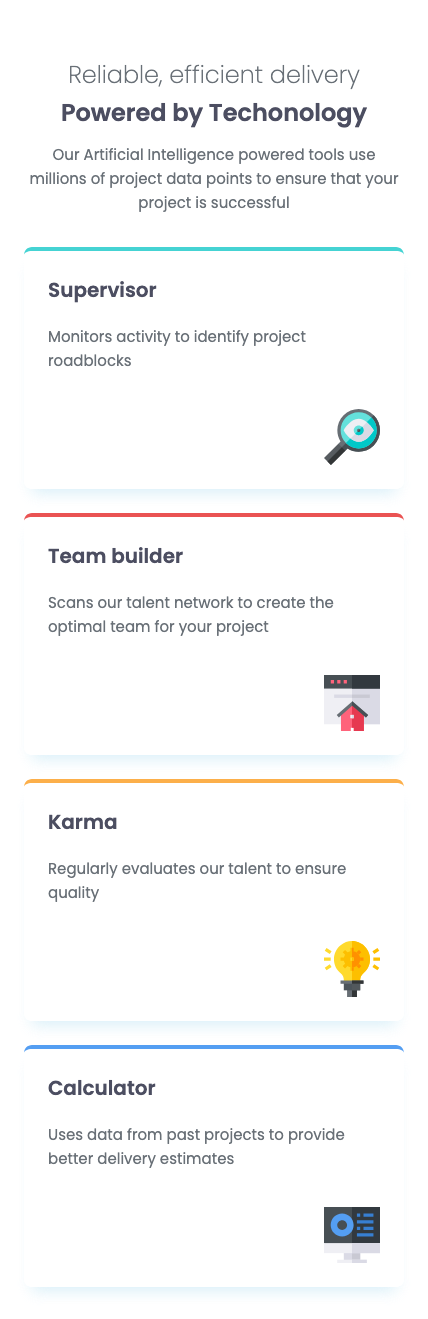 Reliable, efficient delivery
Powered by Techonology
Our Artificial Intelligence powered tools use
millions of project data points to ensure that your
project is successful
Supervisor
Monitors activity to identify project
roadblocks
Team builder
Scans our talent network to create the
optimal team for your project
Karma
Regularly evaluates our talent to ensure
quality
Calculator
Uses data from past projects to provide
better delivery estimates